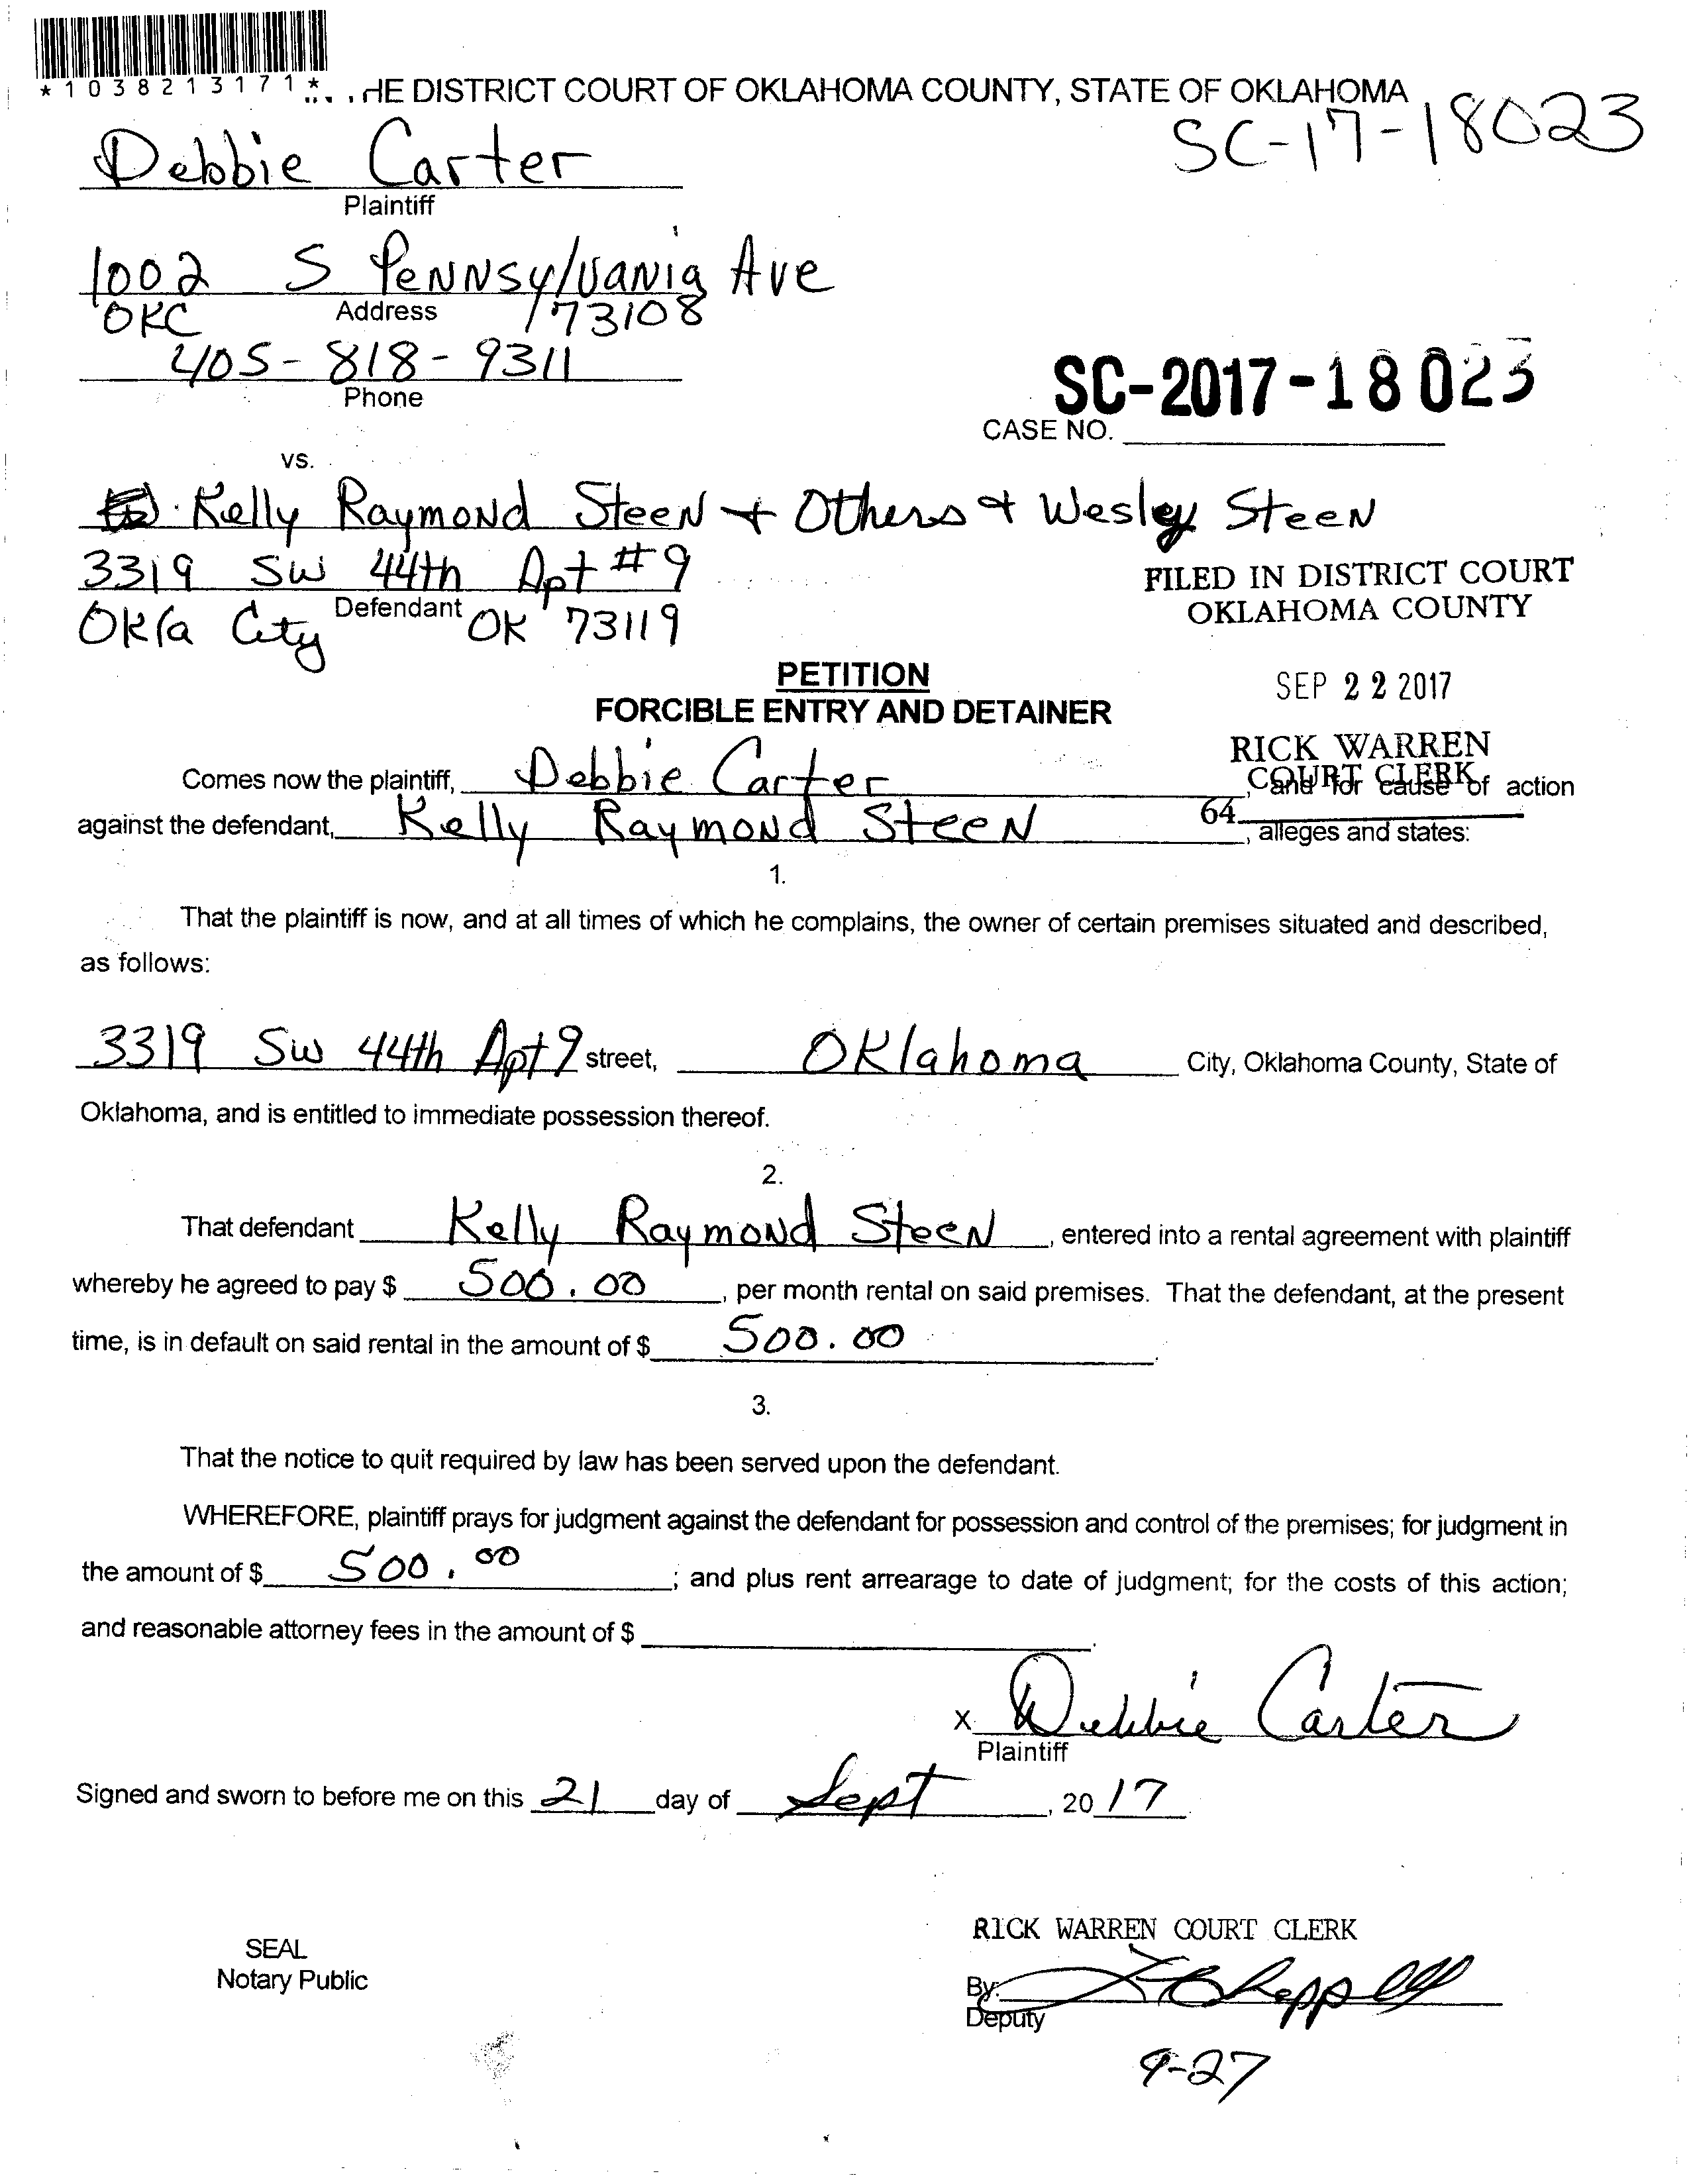 *1038213171*
HE DISTRICT COURT OF OKLAHOMA COUNTY, STATE OF OKLAHOMA
SC-17-18023
Debbie Carter
Plaintiff
1002 S Pennsylvania Ave
OKC Address 73108
405-818-9311
Phone
SC-2017-18023
CASE NO.
vs.
Kelly Raymond Steen + Others + Wesley Steen
3319 SW 44th Apt #9
Defendant
Okla City OK 73119
FILED IN DISTRICT COURT
OKLAHOMA COUNTY
PETITION
SEP 22 2017
FORCIBLE ENTRY AND DETAINER
RICK WARREN
COURT CLERK
Comes now the plaintiff, Debbie Carter, and for cause of action
64
against the defendant, Kelly Raymond Steen, alleges and states:
1.
That the plaintiff is now, and at all times of which he complains, the owner of certain premises situated and described,
as follows:
3319 SW 44th Apt 9 street, Oklahoma City, Oklahoma County, State of
Oklahoma, and is entitled to immediate possession thereof.
2.
That defendant Kelly Raymond Steen, entered into a rental agreement with plaintiff
whereby he agreed to pay $ 500.00, per month rental on said premises. That the defendant, at the present
time, is in default on said rental in the amount of $ 500.00.
3.
That the notice to quit required by law has been served upon the defendant.
WHEREFORE, plaintiff prays for judgment against the defendant for possession and control of the premises; for judgment in
the amount of $ 500.00; and plus rent arrearage to date of judgment; for the costs of this action;
and reasonable attorney fees in the amount of $
x Debbie Carter
Plaintiff
Signed and sworn to before me on this 21 day of Sept, 2017
RICK WARREN COURT CLERK
SEAL
Notary Public
By:
Deputy
9-27